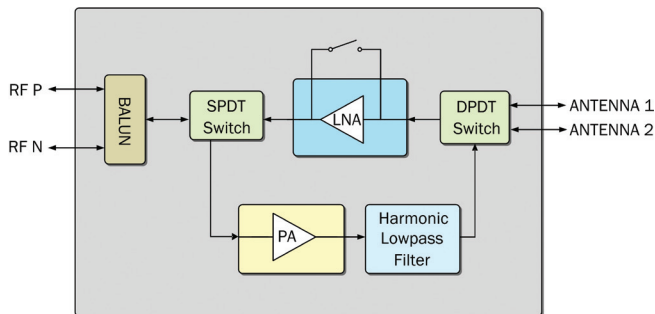 RF P
RF N
BALUN
SPDT
Switch
LNA
DPDT
Switch
ANTENNA 1
ANTENNA 2
PA
Harmonic
Lowpass
Filter